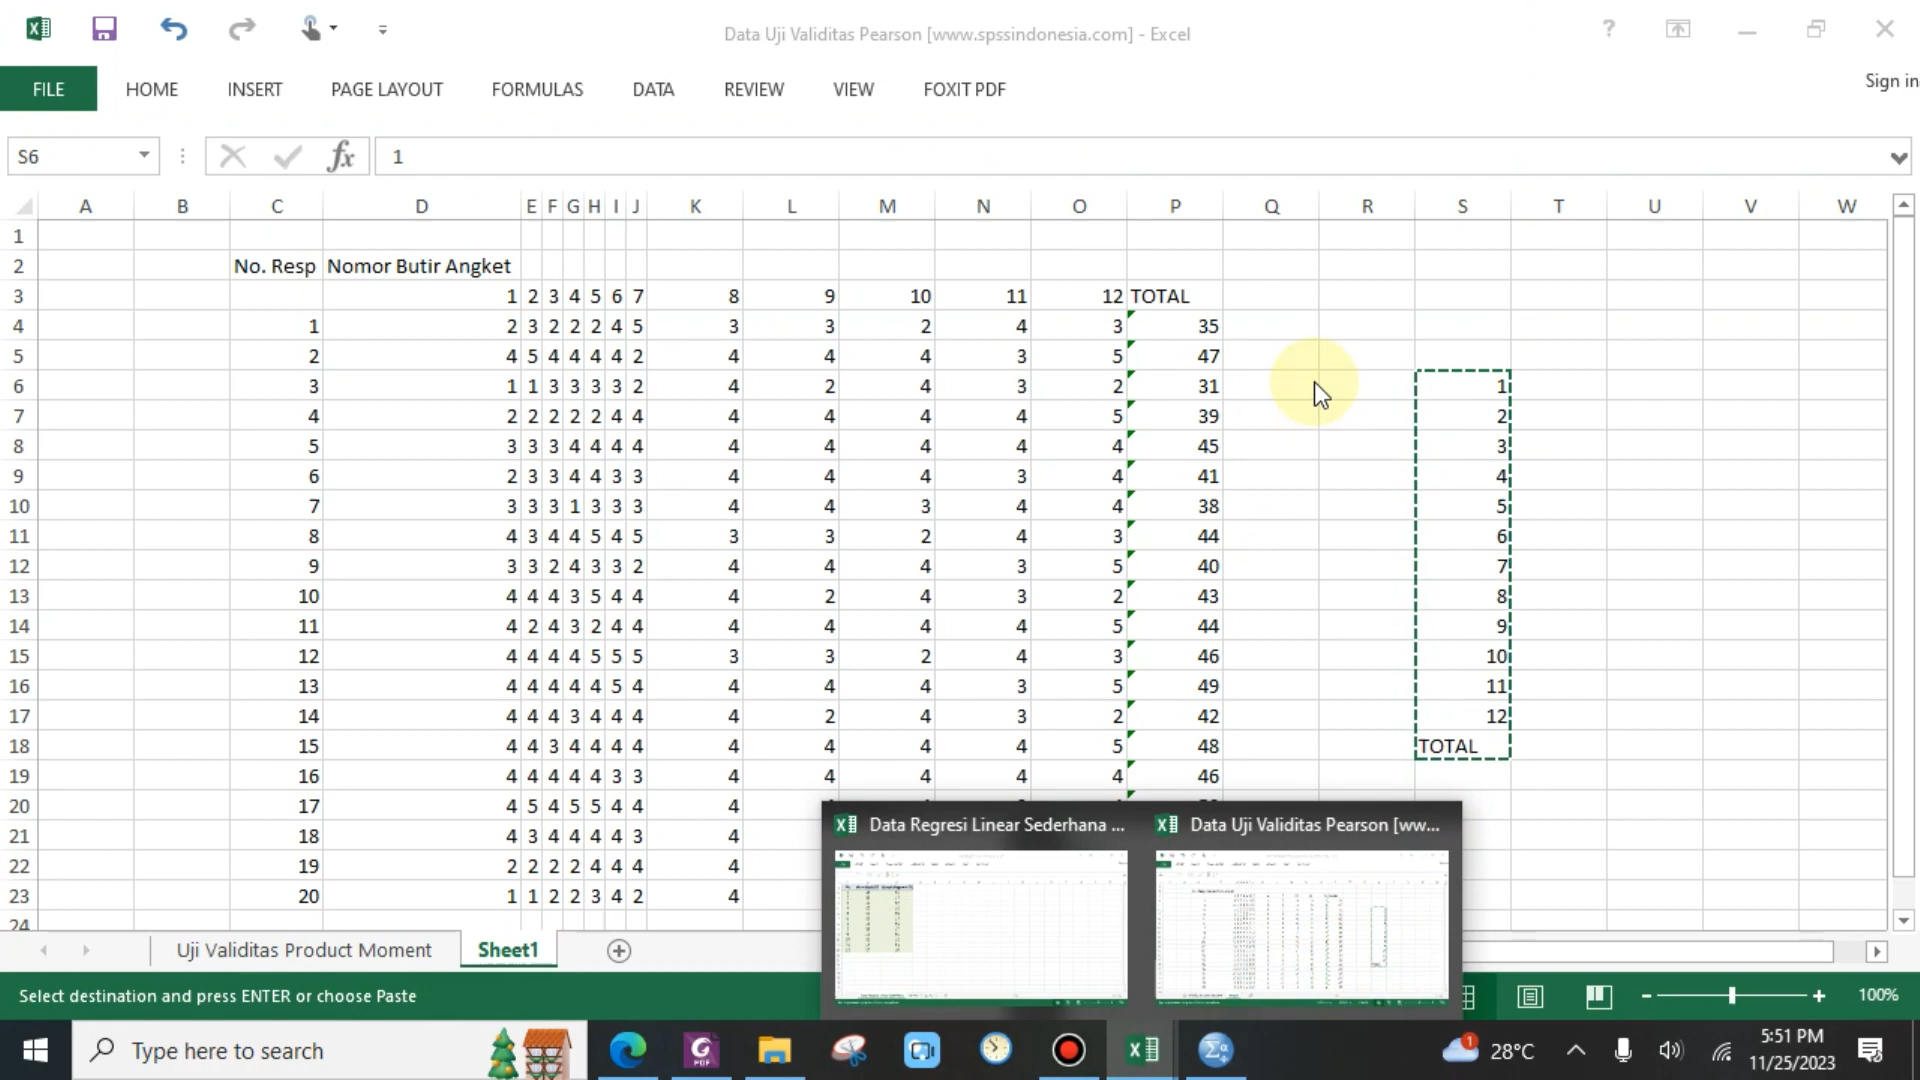 Data Uji Validitas Pearson [www.spssindonesia.com] - Excel
?
FILE HOME INSERT PAGE LAYOUT FORMULAS DATA REVIEW VIEW FOXIT PDF Sign in
S6 fx 1
A B C D E F G H I J K L M N O P Q R S T U V W
1
2 No. Resp Nomor Butir Angket
3 1 2 3 4 5 6 7 8 9 10 11 12 TOTAL
4 1 2 3 2 2 2 4 5 3 3 2 4 3 35
5 2 4 5 4 4 4 4 2 4 4 4 3 5 47
6 3 1 1 3 3 3 3 2 4 2 4 3 2 31 1
7 4 2 2 2 2 2 4 4 4 4 4 4 5 39 2
8 5 3 3 3 4 4 4 4 4 4 4 4 4 45 3
9 6 2 3 3 4 4 3 3 4 4 4 3 4 41 4
10 7 3 3 3 1 3 3 3 4 4 3 4 4 38 5
11 8 4 3 4 4 5 4 5 3 3 2 4 3 44 6
12 9 3 3 2 4 3 3 2 4 4 4 3 5 40 7
13 10 4 4 4 3 5 4 4 4 2 4 3 2 43 8
14 11 4 2 4 3 2 4 4 4 4 4 4 5 44 9
15 12 4 4 4 4 5 5 5 3 3 2 4 3 46 10
16 13 4 4 4 4 4 5 4 4 4 4 3 5 49 11
17 14 4 4 4 3 4 4 4 4 2 4 3 2 42 12
18 15 4 4 3 4 4 4 4 4 4 4 4 5 48 TOTAL
19 16 4 4 4 4 4 3 3 4 4 4 4 4 46
20 17 4 5 4 5 5 4 4 4
21 18 4 3 4 4 4 4 3 4
22 19 2 2 2 2 4 4 4 4
23 20 1 1 2 2 3 4 2 4
24
Data Regresi Linear Sederhana ...
Data Uji Validitas Pearson [ww...
Uji Validitas Product Moment Sheet1
Select destination and press ENTER or choose Paste
100%
Type here to search
G
PDF
Σα
1
28°C
5:51 PM
11/25/2023